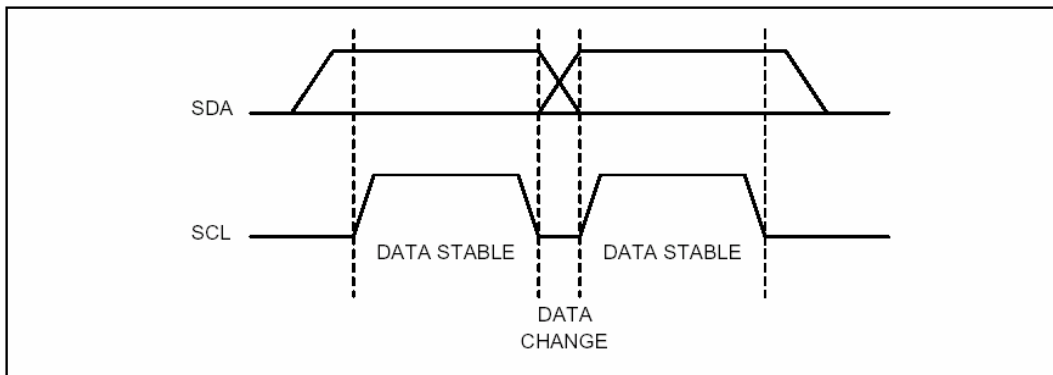 SDA
SCL
DATA STABLE
DATA STABLE
DATA
CHANGE